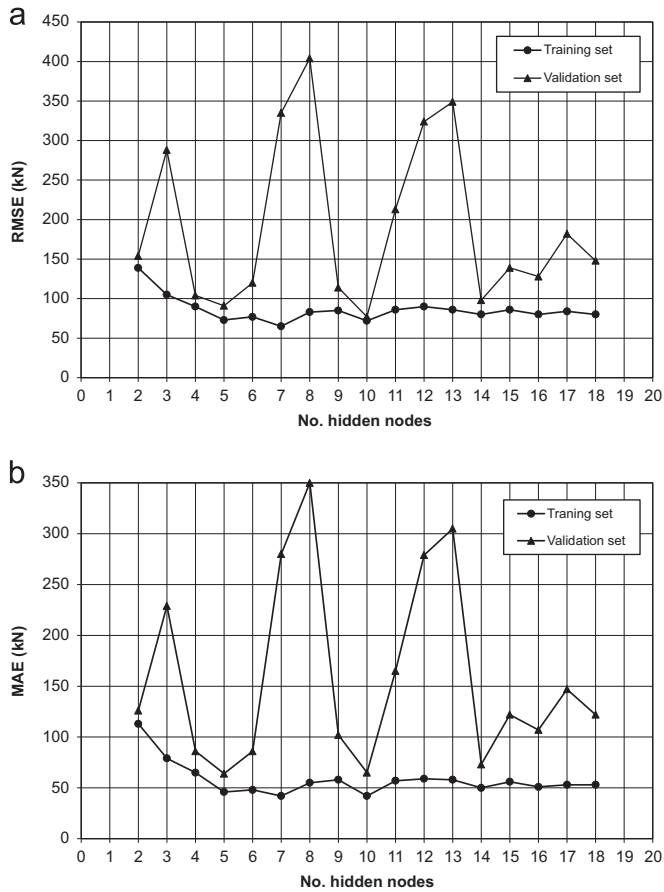 a
450
400
350
300
250
200
150
100
50
0
RMSE (kN)
Training set
Validation set
0 1 2 3 4 5 6 7 8 9 10 11 12 13 14 15 16 17 18 20
No. hidden nodes
b
350
300
250
200
150
100
50
0
MAE (kN)
Traning set
Validation set
0 1 2 3 4 5 6 7 8 9 10 11 12 13 14 15 16 17 18 20
No. hidden nodes